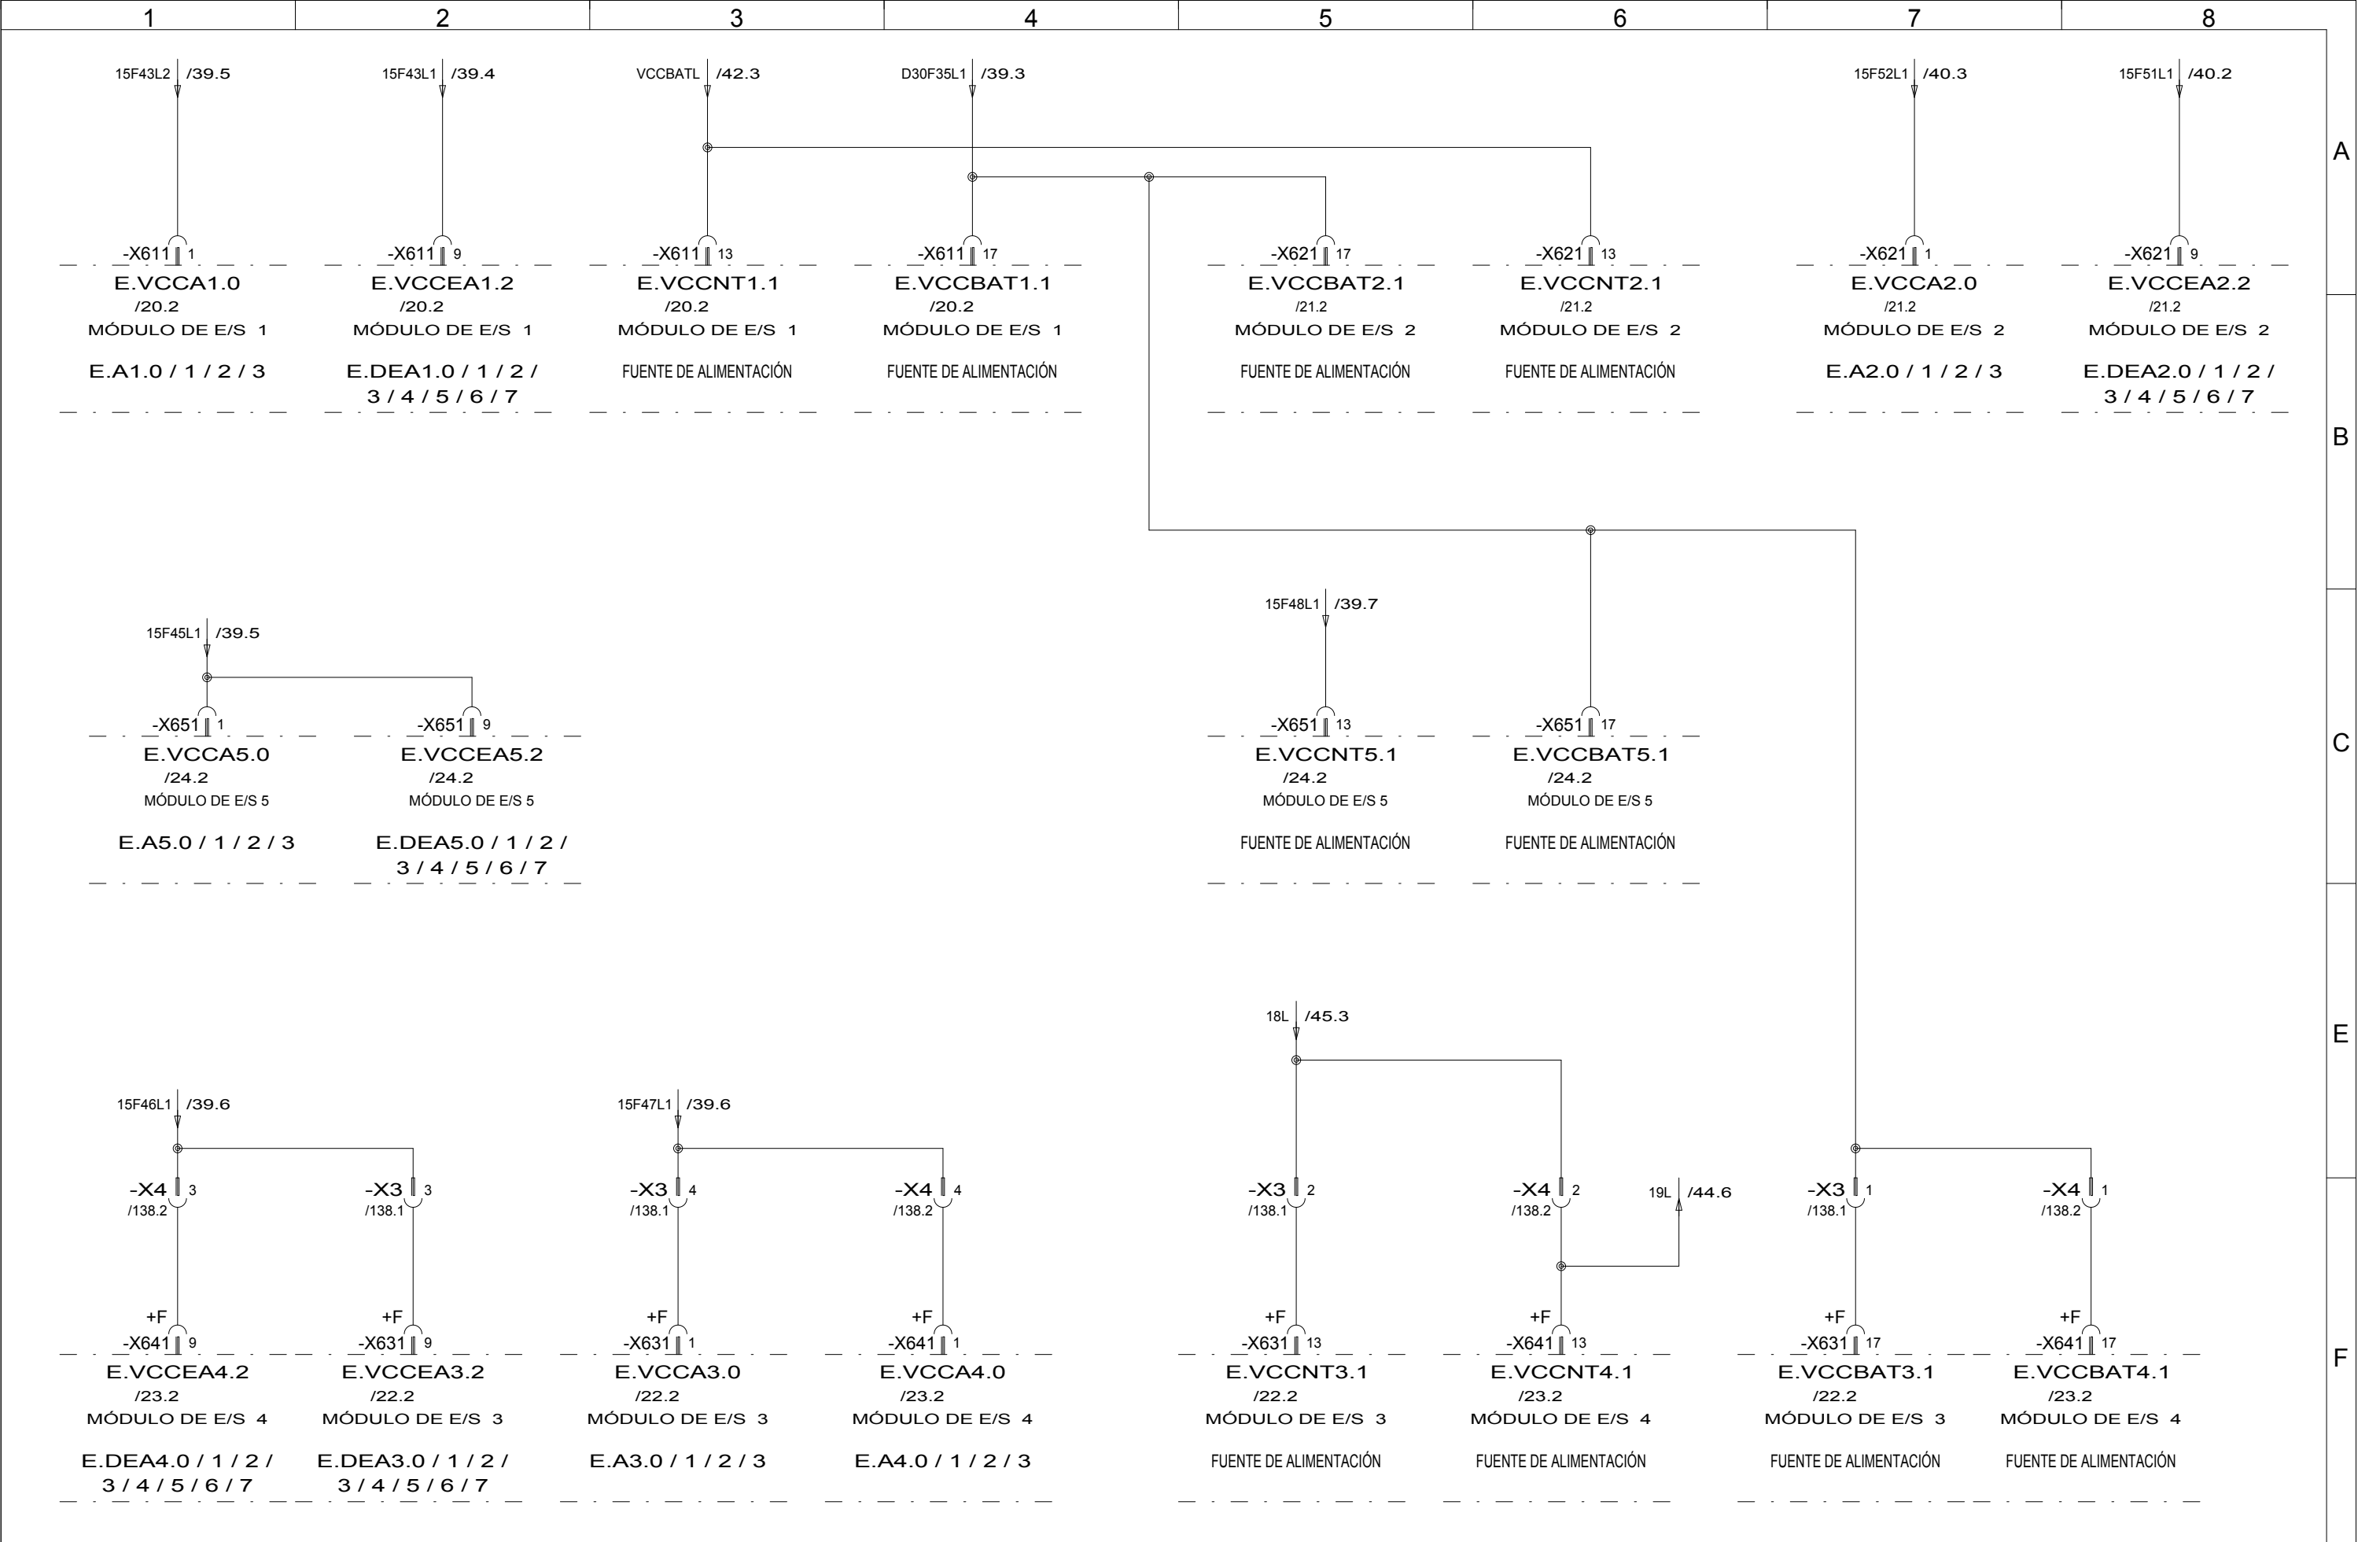 1 2 3 4 5 6 7 8
15F43L2 /39.5 15F43L1 /39.4 VCCBATL /42.3 D30F35L1 /39.3 15F52L1 /40.3 15F51L1 /40.2
A
-X611 1 -X611 9 -X611 13 -X611 17 -X621 17 -X621 13 -X621 1 -X621 9
E.VCCA1.0 E.VCCEA1.2 E.VCCNT1.1 E.VCCBAT1.1 E.VCCBAT2.1 E.VCCNT2.1 E.VCCA2.0 E.VCCEA2.2
/20.2 /20.2 /20.2 /20.2 /21.2 /21.2 /21.2 /21.2
MÓDULO DE E/S 1 MÓDULO DE E/S 1 MÓDULO DE E/S 1 MÓDULO DE E/S 1 MÓDULO DE E/S 2 MÓDULO DE E/S 2 MÓDULO DE E/S 2 MÓDULO DE E/S 2
E.A1.0 / 1 / 2 / 3 E.DEA1.0 / 1 / 2 / FUENTE DE ALIMENTACIÓN FUENTE DE ALIMENTACIÓN FUENTE DE ALIMENTACIÓN FUENTE DE ALIMENTACIÓN E.A2.0 / 1 / 2 / 3 E.DEA2.0 / 1 / 2 /
3 / 4 / 5 / 6 / 7 3 / 4 / 5 / 6 / 7
B
15F48L1 /39.7
15F45L1 /39.5
-X651 1 -X651 9 -X651 13 -X651 17
C
E.VCCA5.0 E.VCCEA5.2 E.VCCNT5.1 E.VCCBAT5.1
/24.2 /24.2 /24.2 /24.2
MÓDULO DE E/S 5 MÓDULO DE E/S 5 MÓDULO DE E/S 5 MÓDULO DE E/S 5
E.A5.0 / 1 / 2 / 3 E.DEA5.0 / 1 / 2 / FUENTE DE ALIMENTACIÓN FUENTE DE ALIMENTACIÓN
3 / 4 / 5 / 6 / 7
18L /45.3
E
15F46L1 /39.6 15F47L1 /39.6
-X4 3 -X3 3 -X3 4 -X4 4 -X3 2 -X4 2 19L /44.6 -X3 1 -X4 1
/138.2 /138.1 /138.1 /138.2 /138.1 /138.2 /138.1 /138.2
+F +F +F +F +F +F +F +F
-X641 9 -X631 9 -X631 1 -X641 1 -X631 13 -X641 13 -X631 17 -X641 17
F
E.VCCEA4.2 E.VCCEA3.2 E.VCCA3.0 E.VCCA4.0 E.VCCNT3.1 E.VCCNT4.1 E.VCCBAT3.1 E.VCCBAT4.1
/23.2 /22.2 /22.2 /23.2 /22.2 /23.2 /22.2 /23.2
MÓDULO DE E/S 4 MÓDULO DE E/S 3 MÓDULO DE E/S 3 MÓDULO DE E/S 4 MÓDULO DE E/S 3 MÓDULO DE E/S 4 MÓDULO DE E/S 3 MÓDULO DE E/S 4
E.DEA4.0 / 1 / 2 / E.DEA3.0 / 1 / 2 / E.A3.0 / 1 / 2 / 3 E.A4.0 / 1 / 2 / 3 FUENTE DE ALIMENTACIÓN FUENTE DE ALIMENTACIÓN FUENTE DE ALIMENTACIÓN FUENTE DE ALIMENTACIÓN
3 / 4 / 5 / 6 / 7 3 / 4 / 5 / 6 / 7